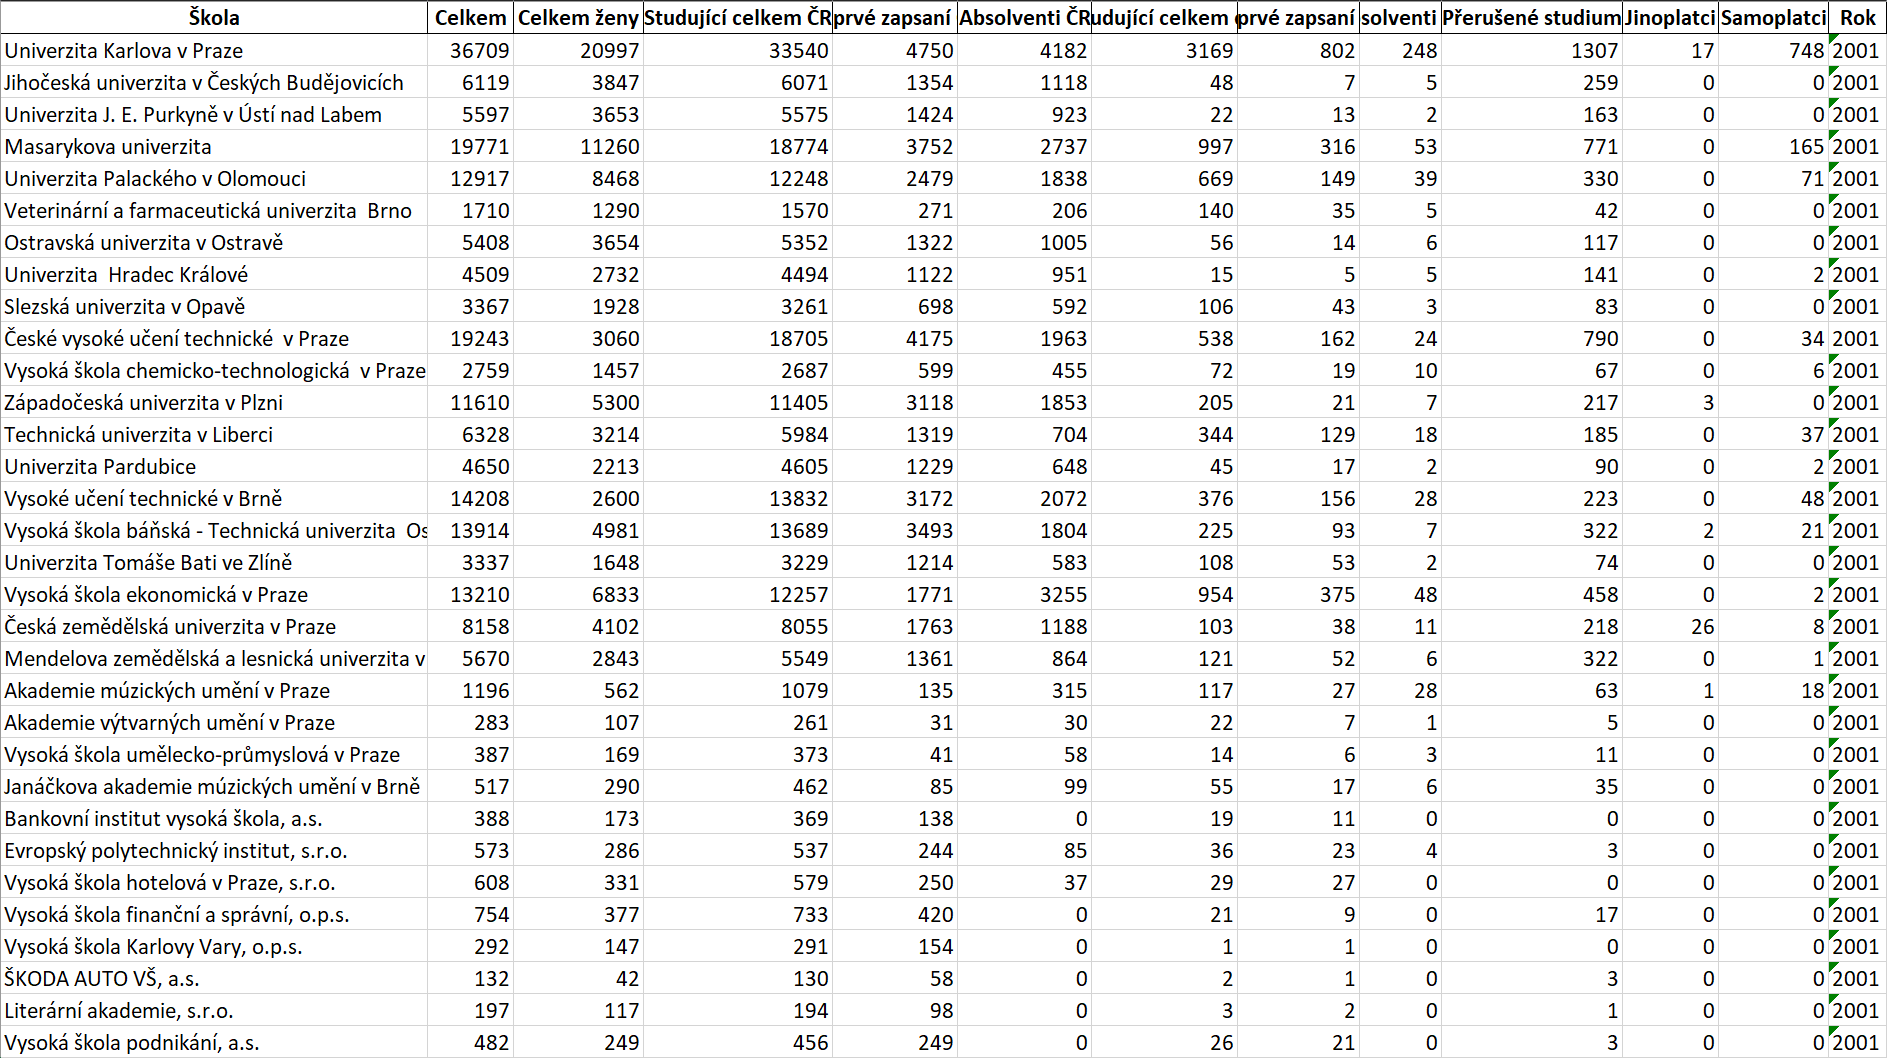 Škola Celkem Celkem ženy Studující celkem ČR prvé zapsaní Absolventi ČR udující celkem prvé zapsaní solventi Přerušené studium Jinoplatci Samoplatci Rok
Univerzita Karlova v Praze 36709 20997 33540 4750 4182 3169 802 248 1307 17 748 2001
Jihočeská univerzita v Českých Budějovicích 6119 3847 6071 1354 1118 48 7 5 259 0 0 2001
Univerzita J. E. Purkyně v Ústí nad Labem 5597 3653 5575 1424 923 22 13 2 163 0 0 2001
Masarykova univerzita 19771 11260 18774 3752 2737 997 316 53 771 0 165 2001
Univerzita Palackého v Olomouci 12917 8468 12248 2479 1838 669 149 39 330 0 71 2001
Veterinární a farmaceutická univerzita Brno 1710 1290 1570 271 206 140 35 5 42 0 0 2001
Ostravská univerzita v Ostravě 5408 3654 5352 1322 1005 56 14 6 117 0 0 2001
Univerzita Hradec Králové 4509 2732 4494 1122 951 15 5 5 141 0 2 2001
Slezská univerzita v Opavě 3367 1928 3261 698 592 106 43 3 83 0 0 2001
České vysoké učení technické v Praze 19243 3060 18705 4175 1963 538 162 24 790 0 34 2001
Vysoká škola chemicko-technologická v Praze 2759 1457 2687 599 455 72 19 10 67 0 6 2001
Západočeská univerzita v Plzni 11610 5300 11405 3118 1853 205 21 7 217 3 0 2001
Technická univerzita v Liberci 6328 3214 5984 1319 704 344 129 18 185 0 37 2001
Univerzita Pardubice 4650 2213 4605 1229 648 45 17 2 90 0 2 2001
Vysoké učení technické v Brně 14208 2600 13832 3172 2072 376 156 28 223 0 48 2001
Vysoká škola báňská - Technická univerzita Os 13914 4981 13689 3493 1804 225 93 7 322 2 21 2001
Univerzita Tomáše Bati ve Zlíně 3337 1648 3229 1214 583 108 53 2 74 0 0 2001
Vysoká škola ekonomická v Praze 13210 6833 12257 1771 3255 954 375 48 458 0 2 2001
Česká zemědělská univerzita v Praze 8158 4102 8055 1763 1188 103 38 11 218 26 8 2001
Mendelova zemědělská a lesnická univerzita v 5670 2843 5549 1361 864 121 52 6 322 0 1 2001
Akademie múzických umění v Praze 1196 562 1079 135 315 117 27 28 63 1 18 2001
Akademie výtvarných umění v Praze 283 107 261 31 30 22 7 1 5 0 0 2001
Vysoká škola umělecko-průmyslová v Praze 387 169 373 41 58 14 6 3 11 0 0 2001
Janáčkova akademie múzických umění v Brně 517 290 462 85 99 55 17 6 35 0 0 2001
Bankovní institut vysoká škola, a.s. 388 173 369 138 0 19 11 0 0 0 0 2001
Evropský polytechnický institut, s.r.o. 573 286 537 244 85 36 23 4 3 0 0 2001
Vysoká škola hotelová v Praze, s.r.o. 608 331 579 250 37 29 27 0 0 0 0 2001
Vysoká škola finanční a správní, o.p.s. 754 377 733 420 0 21 9 0 17 0 0 2001
Vysoká škola Karlovy Vary, o.p.s. 292 147 291 154 0 1 1 0 0 0 0 2001
ŠKODA AUTO VŠ, a.s. 132 42 130 58 0 2 1 0 3 0 0 2001
Literární akademie, s.r.o. 197 117 194 98 0 3 2 0 1 0 0 2001
Vysoká škola podnikání, a.s. 482 249 456 249 0 26 21 0 3 0 0 2001